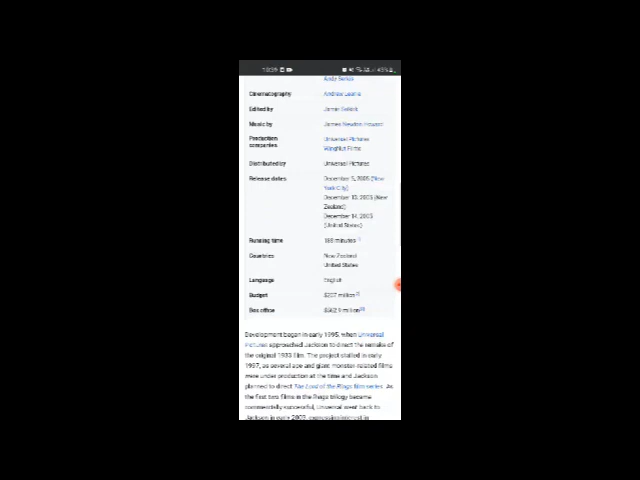 Andy Serkis
Cinematography Andrew Lesnie
Edited by Jamie Selkirk
Music by James Newton Howard
Production companies Universal Pictures
WingNut Films
Distributed by Universal Pictures
Release dates December 5, 2005 (New
York City)
December 13, 2005 (New
Zealand)
December 14, 2005
(United States)
Running time minutes
Countries New Zealand
United States
Language English
Budget $207 million
Box office million
Development began in early 1995, when Universal
Pictures approached Jackson to direct the remake of
the original 1933 film. The project stalled in early
1997, as several ape and giant monster-related films
were under production at the time and Jackson
planned to direct The Lord of the Rings film series. As
the first two films in the Rings trilogy became
commercially successful, Universal went back to
Jackson in early 2003, expressing interest in